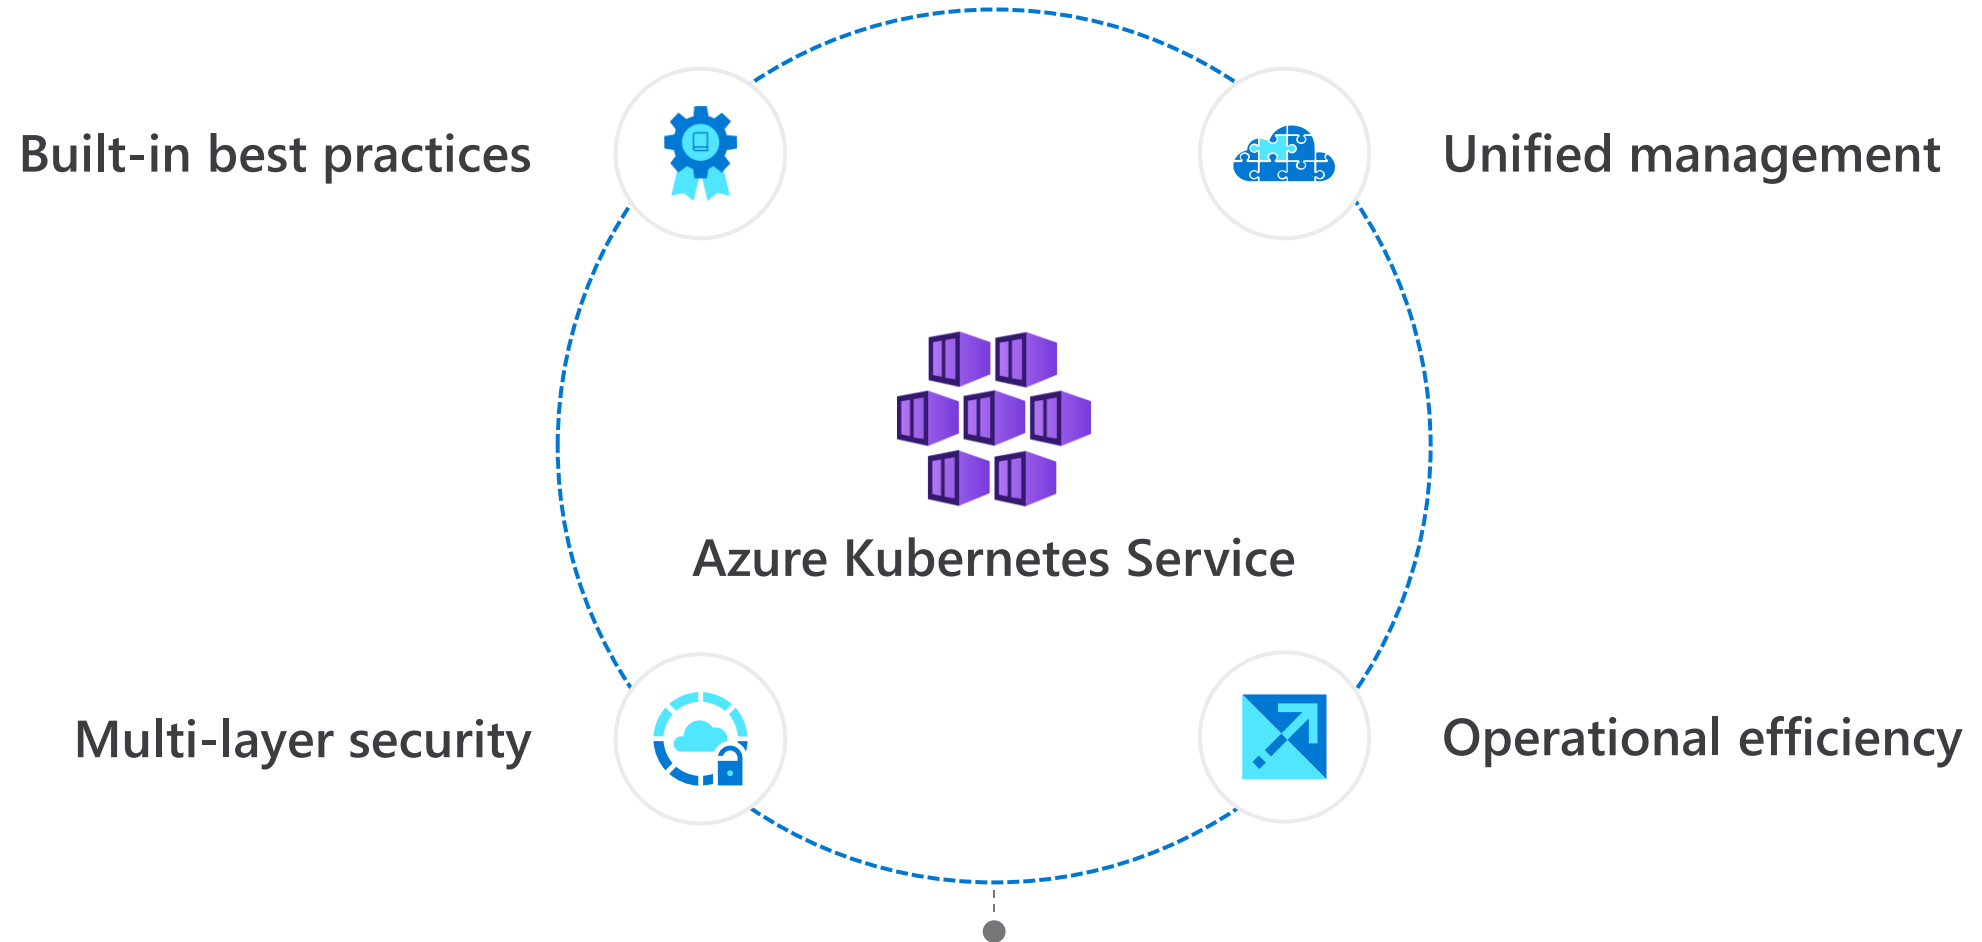 Built-in best practices
Unified management
Azure Kubernetes Service
Multi-layer security
Operational efficiency